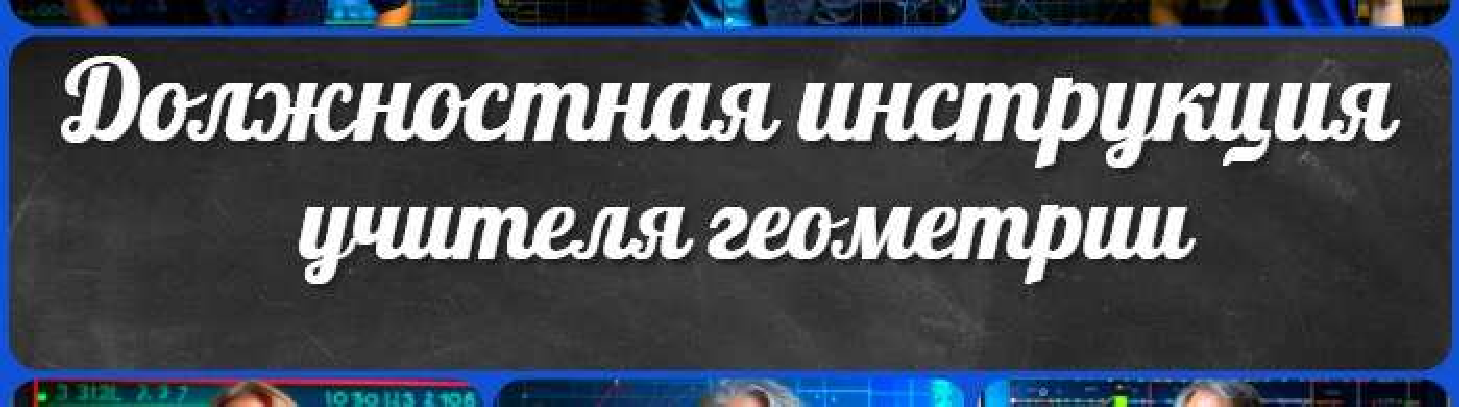 Должностная инструкция
учителя геометрии